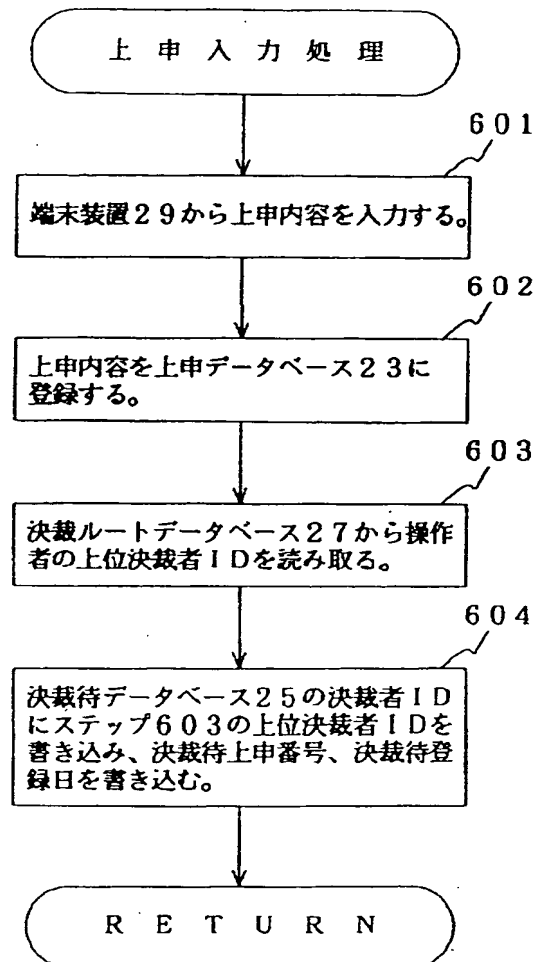 上申入力処理
601
端末装置29から上申内容を入力する。
602
上申内容を上申データベース23に
登録する。
603
決裁ルートデータベース27から操作
者の上位決裁者IDを読み取る。
604
決裁待データベース25の決裁者ID
にステップ603の上位決裁者IDを
書き込み、決裁待上申番号、決裁待登
録日を書き込む。
RETURN